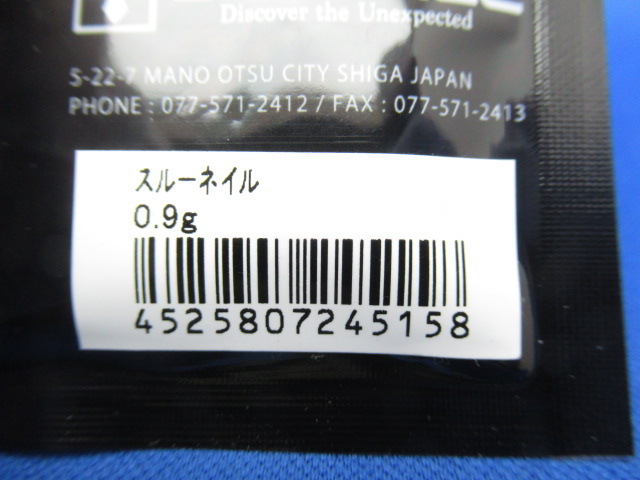 Discover the Unexpected
5-22-7 MANO OTSU CITY SHIGA JAPAN
PHONE : 077-571-2412 / FAX : 077-571-2413
スルーネイル
0.9g
4525807245158